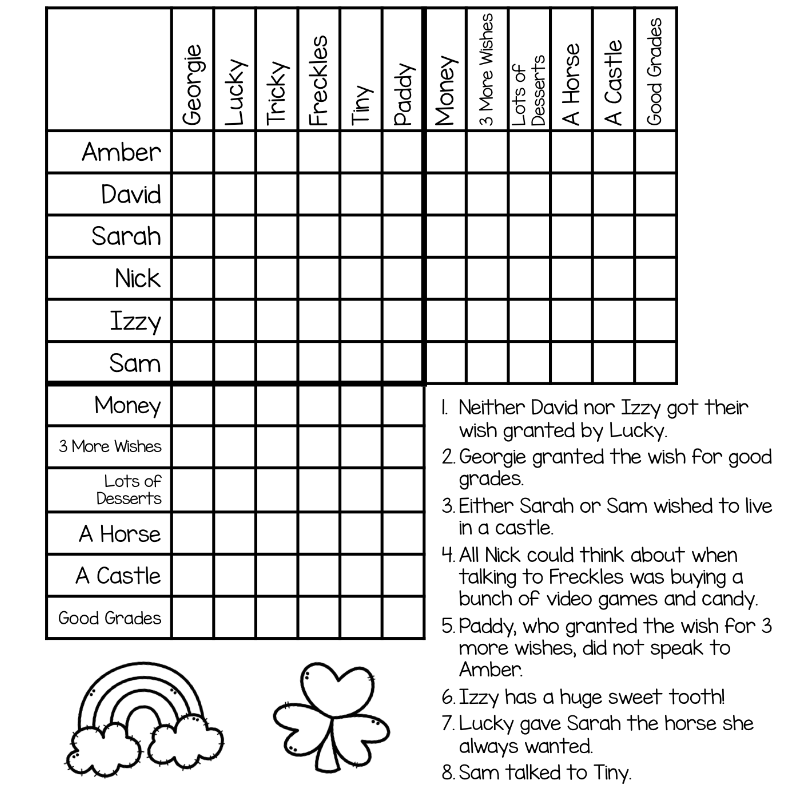 Georgie
Lucky
Tricky
Freckles
Tiny
Paddy
Money
3 More Wishes
Lots of
Desserts
A Horse
A Castle
Good Grades
Amber
David
Sarah
Nick
Izzy
Sam
Money
3 More Wishes
Lots of
Desserts
A Horse
A Castle
Good Grades
1. Neither David nor Izzy got their
wish granted by Lucky.
2. Georgie granted the wish for good
grades.
3. Either Sarah or Sam wished to live
in a castle.
4. All Nick could think about when
talking to Freckles was buying a
bunch of video games and candy.
5. Paddy, who granted the wish for 3
more wishes, did not speak to
Amber.
6. Izzy has a huge sweet tooth!
7. Lucky gave Sarah the horse she
always wanted.
8. Sam talked to Tiny.